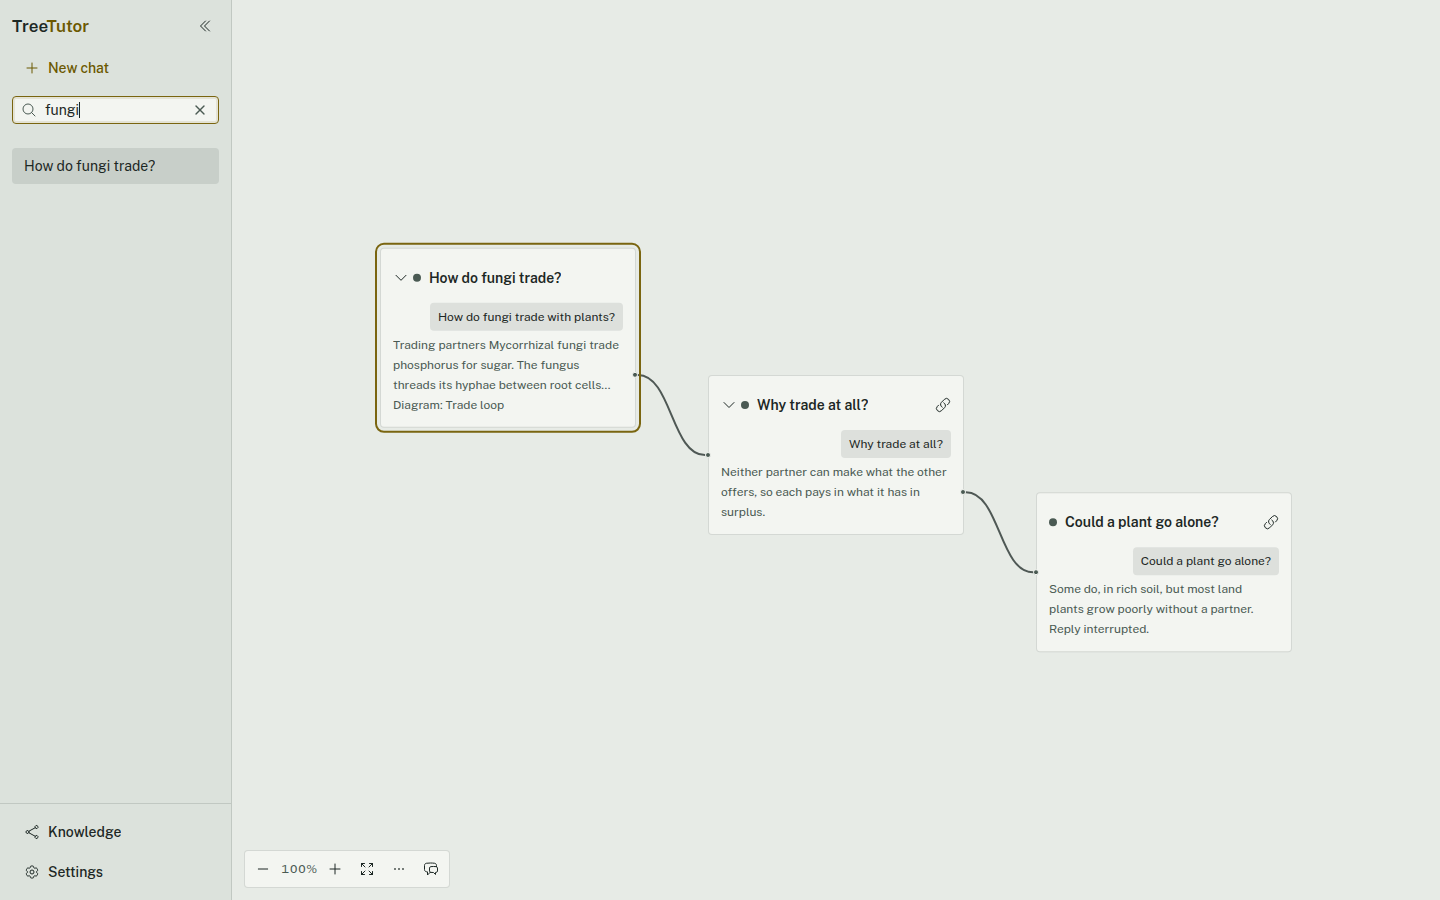 TreeTutor
New chat
fungi
How do fungi trade?
How do fungi trade?
How do fungi trade with plants?
Trading partners Mycorrhizal fungi trade
phosphorus for sugar. The fungus
threads its hyphae between root cells...
Diagram: Trade loop
Why trade at all?
Why trade at all?
Neither partner can make what the other
offers, so each pays in what it has in
surplus.
Could a plant go alone?
Could a plant go alone?
Some do, in rich soil, but most land
plants grow poorly without a partner.
Reply interrupted.
Knowledge
Settings
100%